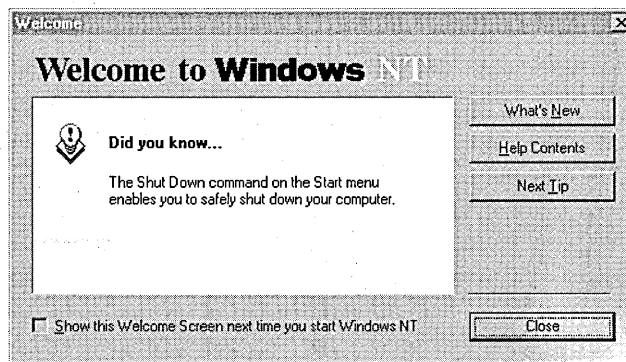 Welcome
Welcome to Windows NT
Did you know...
The Shut Down command on the Start menu
enables you to safely shut down your computer.
What's New
Help Contents
Next Tip
Show this Welcome Screen next time you start Windows NT
Close